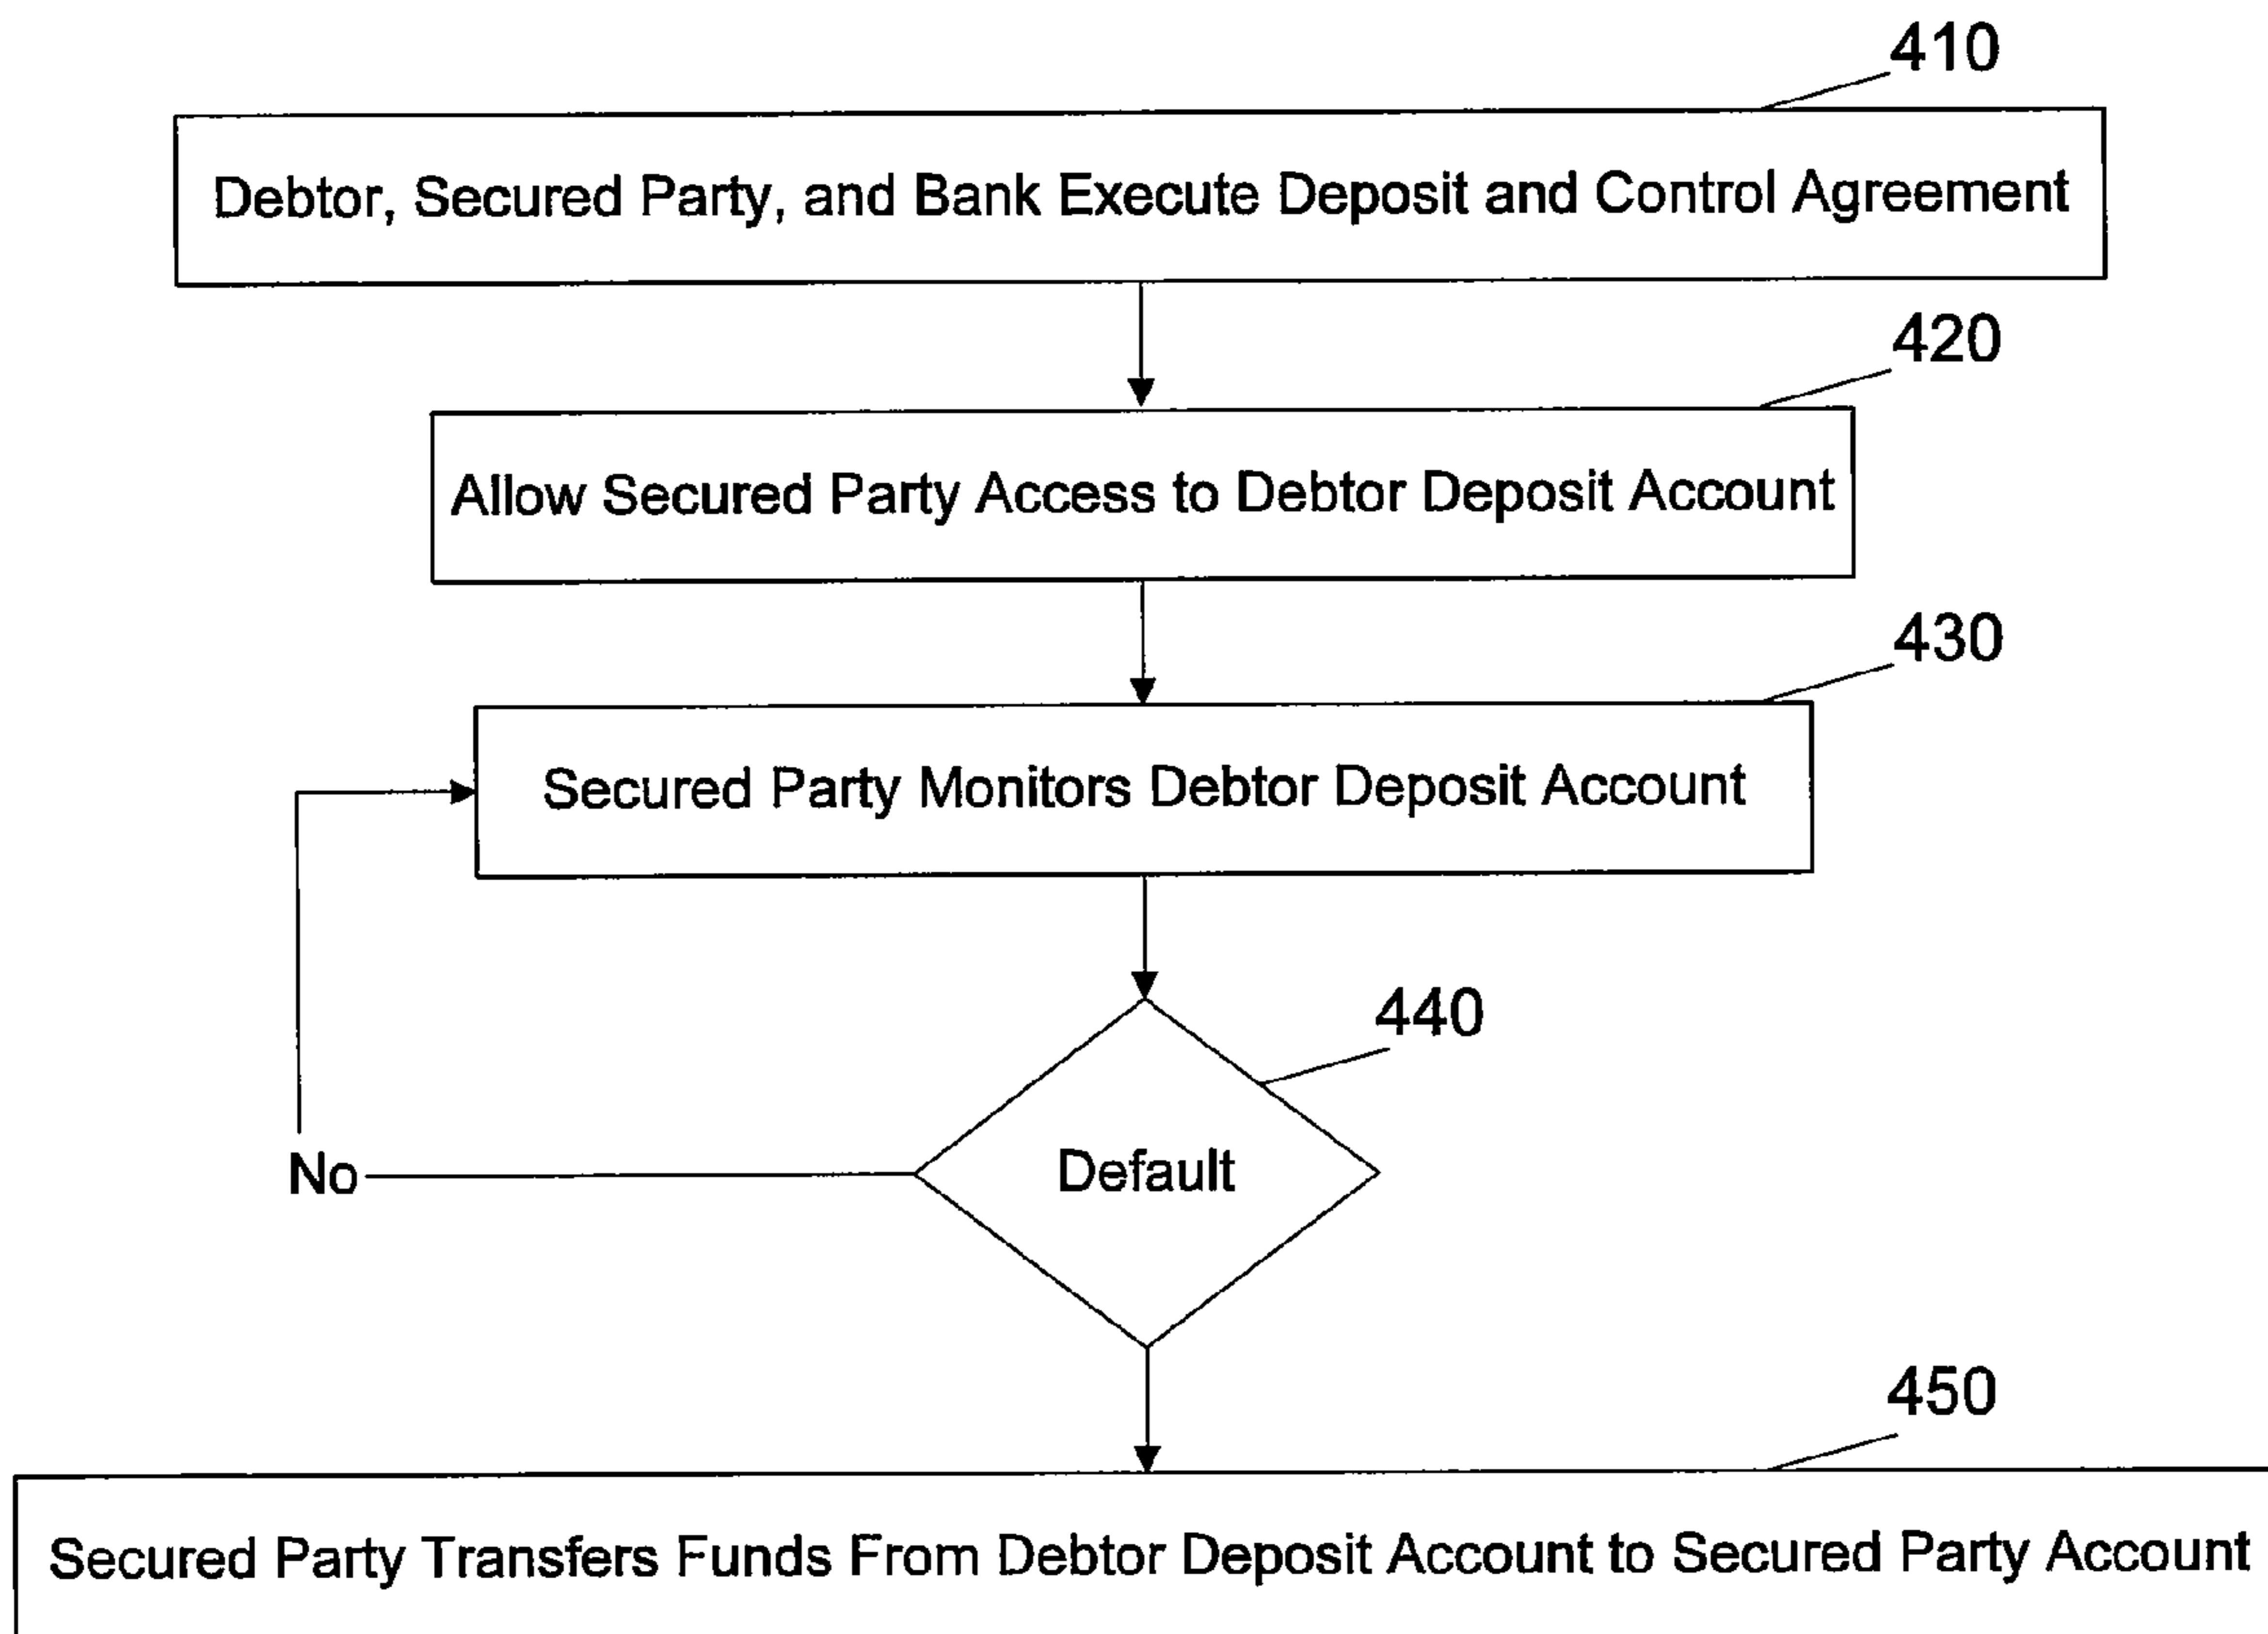 410
Debtor, Secured Party, and Bank Execute Deposit and Control Agreement
420
Allow Secured Party Access to Debtor Deposit Account
430
Secured Party Monitors Debtor Deposit Account
440
Default
No
450
Secured Party Transfers Funds From Debtor Deposit Account to Secured Party Account